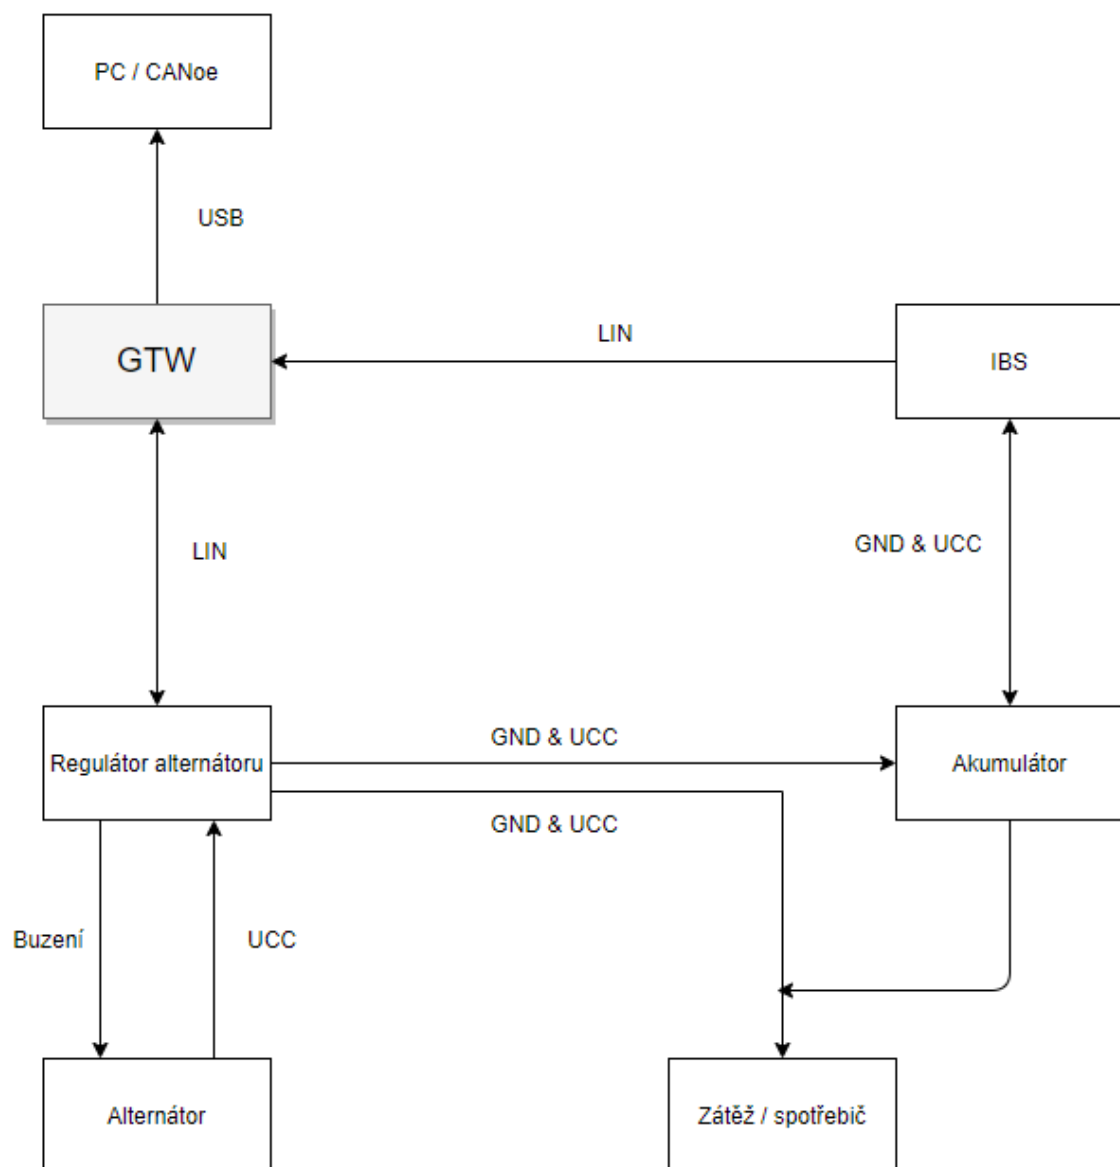 PC / CANoe
USB
GTW
LIN
IBS
LIN
GND & UCC
Regulátor alternátoru
GND & UCC
Akumulátor
GND & UCC
Buzení
UCC
Alternátor
Zátěž / spotřebič